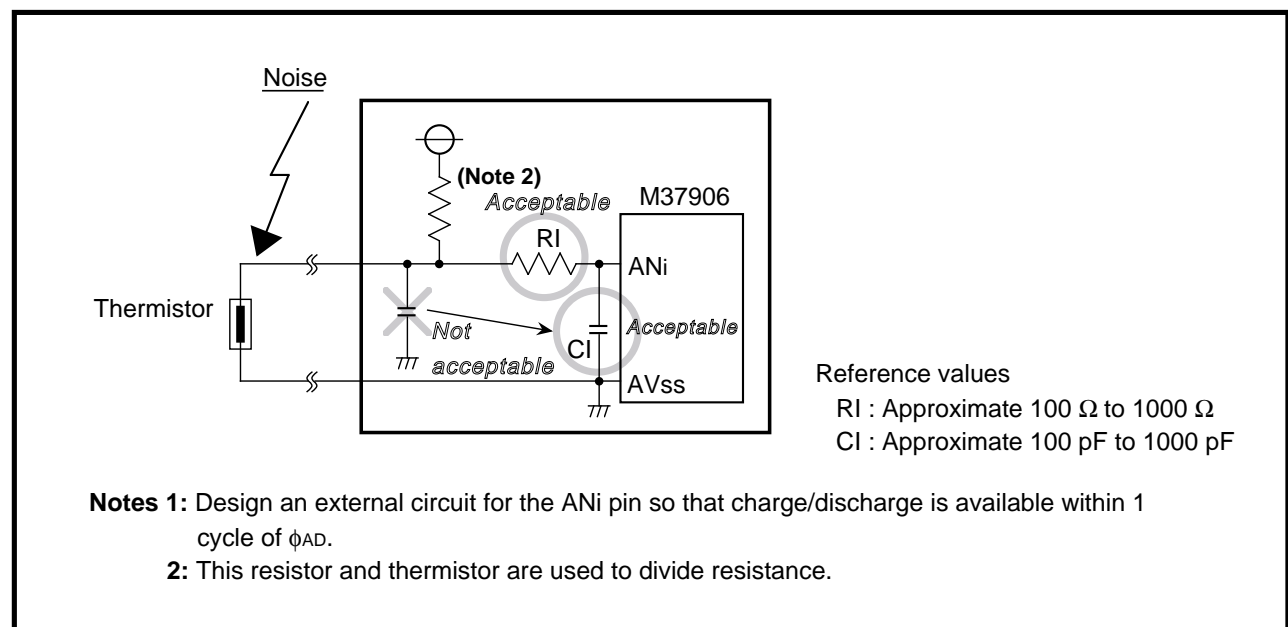 Noise
(Note 2)
Acceptable
M37906
RI
ANi
Thermistor
Not
acceptable
CI
Acceptable
AVss
Reference values
RI : Approximate 100 Ω to 1000 Ω
CI : Approximate 100 pF to 1000 pF
Notes 1: Design an external circuit for the ANi pin so that charge/discharge is available within 1
cycle of ϕAD.
2: This resistor and thermistor are used to divide resistance.